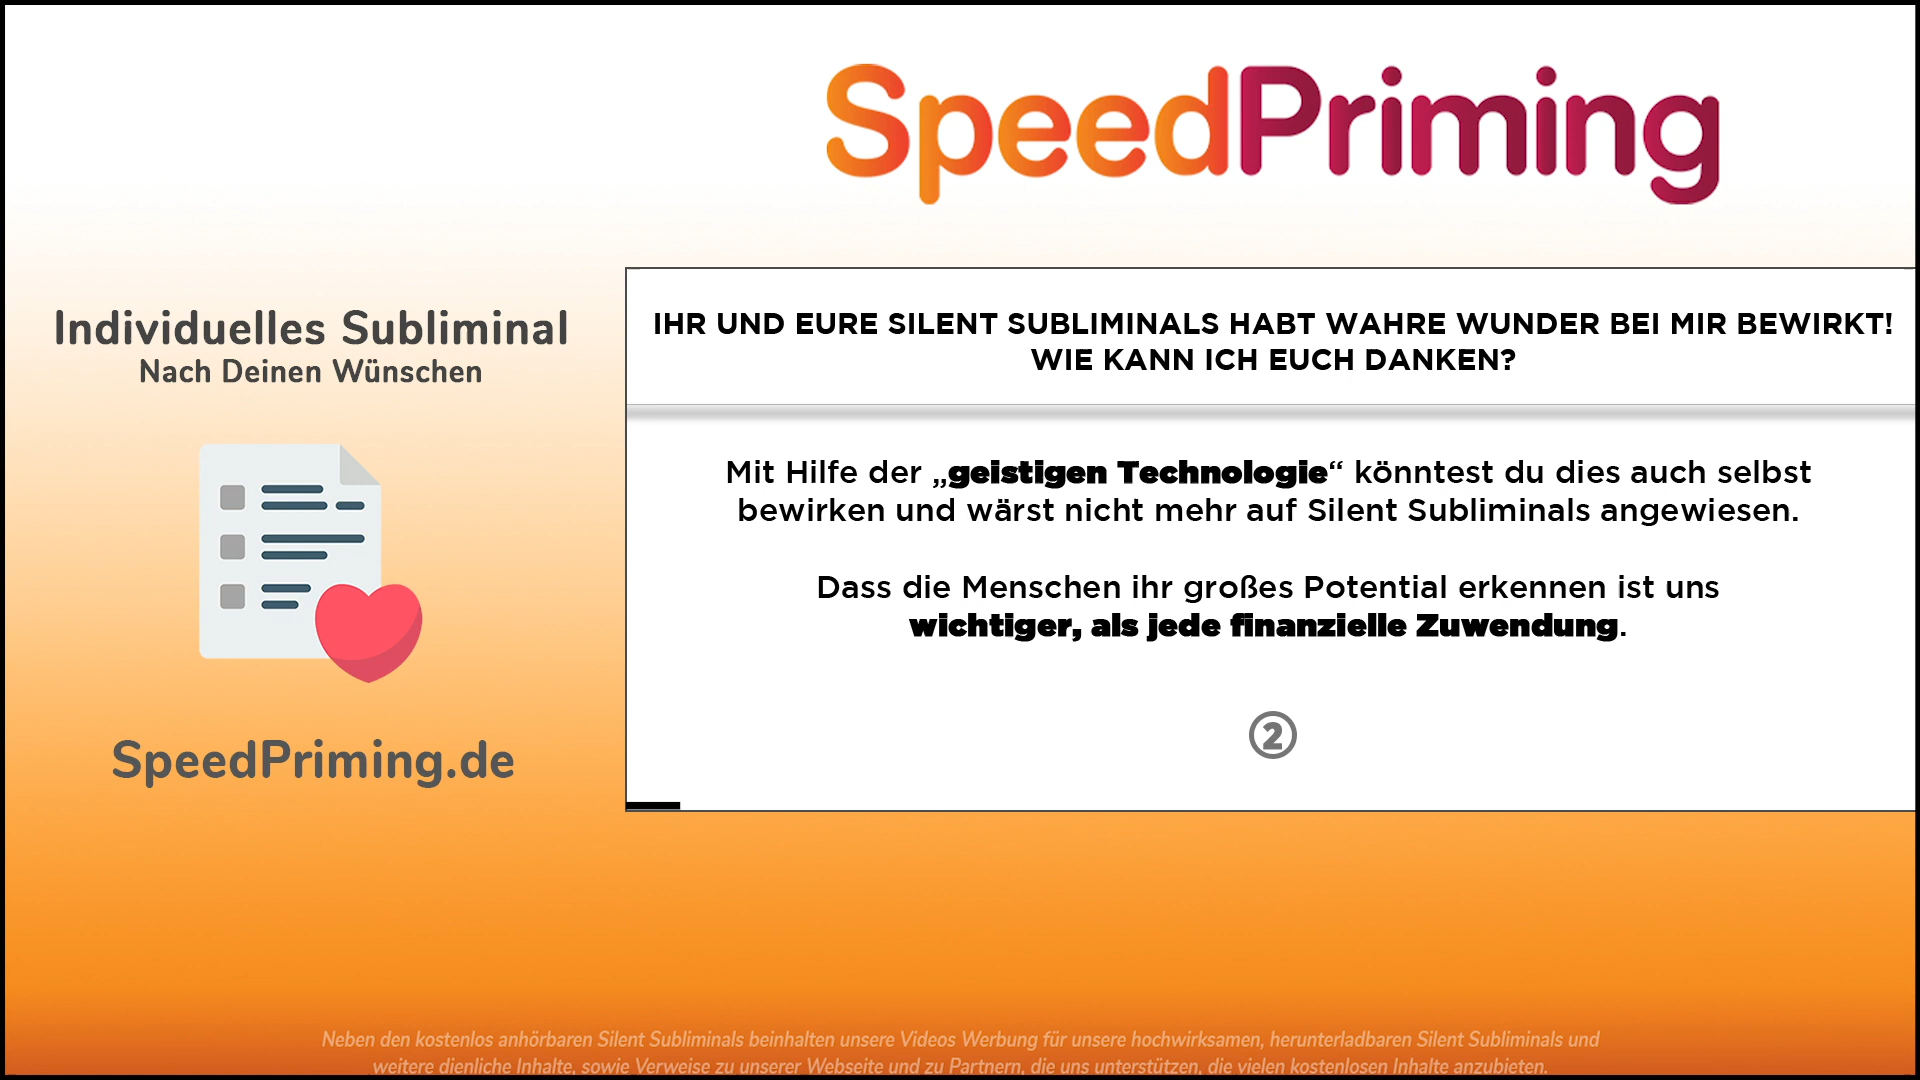 SpeedPriming
Individuelles Subliminal
Nach Deinen Wünschen
SpeedPriming.de
IHR UND EURE SILENT SUBLIMINALS HABT WAHRE WUNDER BEI MIR BEWIRKT!
WIE KANN ICH EUCH DANKEN?
Mit Hilfe der „geistigen Technologie“ könntest du dies auch selbst
bewirken und wärst nicht mehr auf Silent Subliminals angewiesen.
Dass die Menschen ihr großes Potential erkennen ist uns
wichtiger, als jede finanzielle Zuwendung.
2
Neben den kostenlos anhörbaren Silent Subliminals beinhalten unsere Videos Werbung für unsere hochwirksamen, herunterladbaren Silent Subliminals und
weitere dienliche Inhalte, sowie Verweise zu unserer Webseite und zu Partnern, die uns unterstützen, die vielen kostenlosen Inhalte anzubieten.